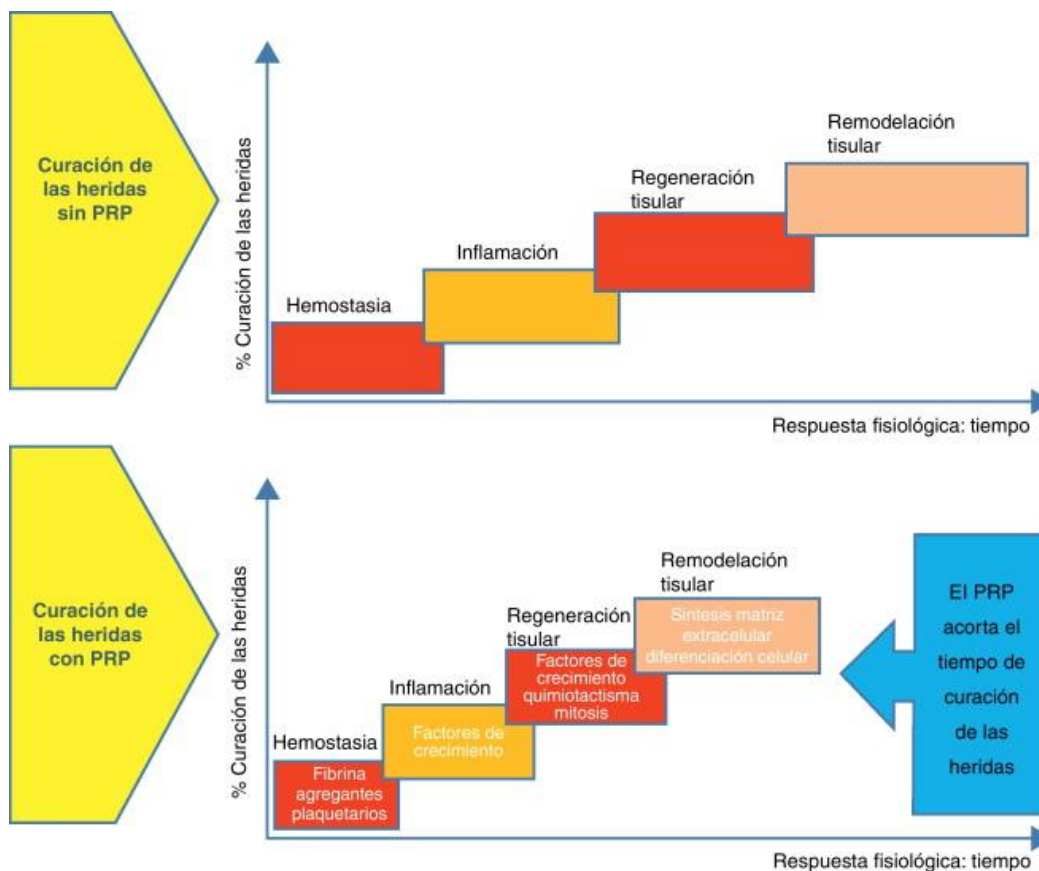 Curación de
las heridas
sin PRP
% Curación de las heridas
Hemostasia
Inflamación
Regeneración
tisular
Remodelación
tisular
Respuesta fisiológica: tiempo
Curación de
las heridas
con PRP
% Curación de las heridas
Hemostasia
Fibrina
agregantes
plaquetarios
Inflamación
Factores de
crecimiento
Regeneración
tisular
Factores de
crecimiento
quimiotactisma
mitosis
Remodelación
tisular
Sintesis matriz
extracelular
diferenciación celular
El PRP
acorta el
tiempo de
curación
de las
heridas
Respuesta fisiológica: tiempo